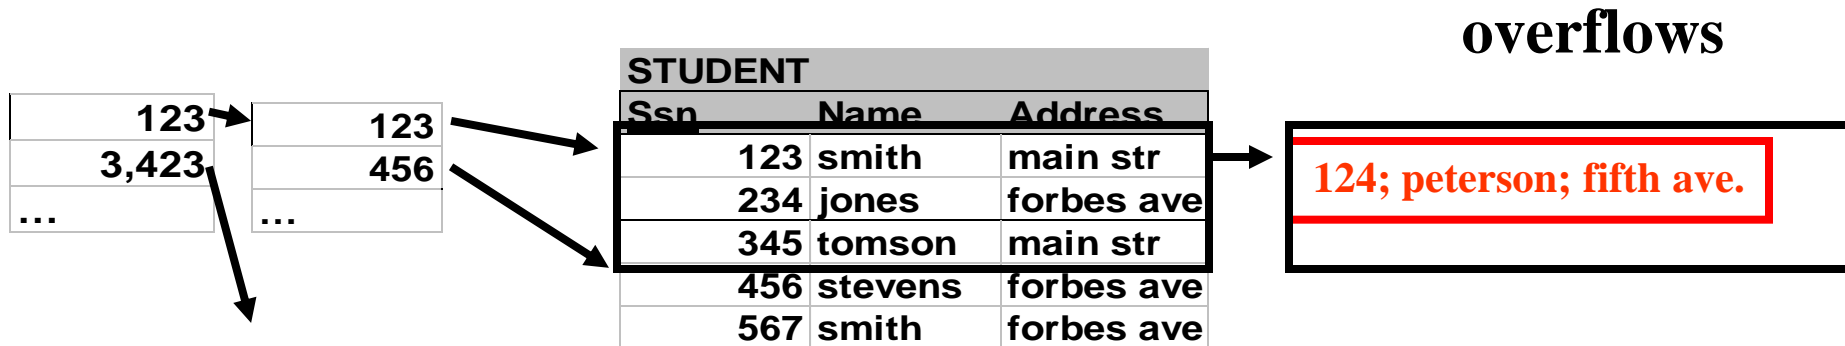 overflows
123
3,423
...
123
456
...
STUDENT
Ssn Name Address
123 smith main str
234 jones forbes ave
345 tomson main str
456 stevens forbes ave
567 smith forbes ave
124; peterson; fifth ave.